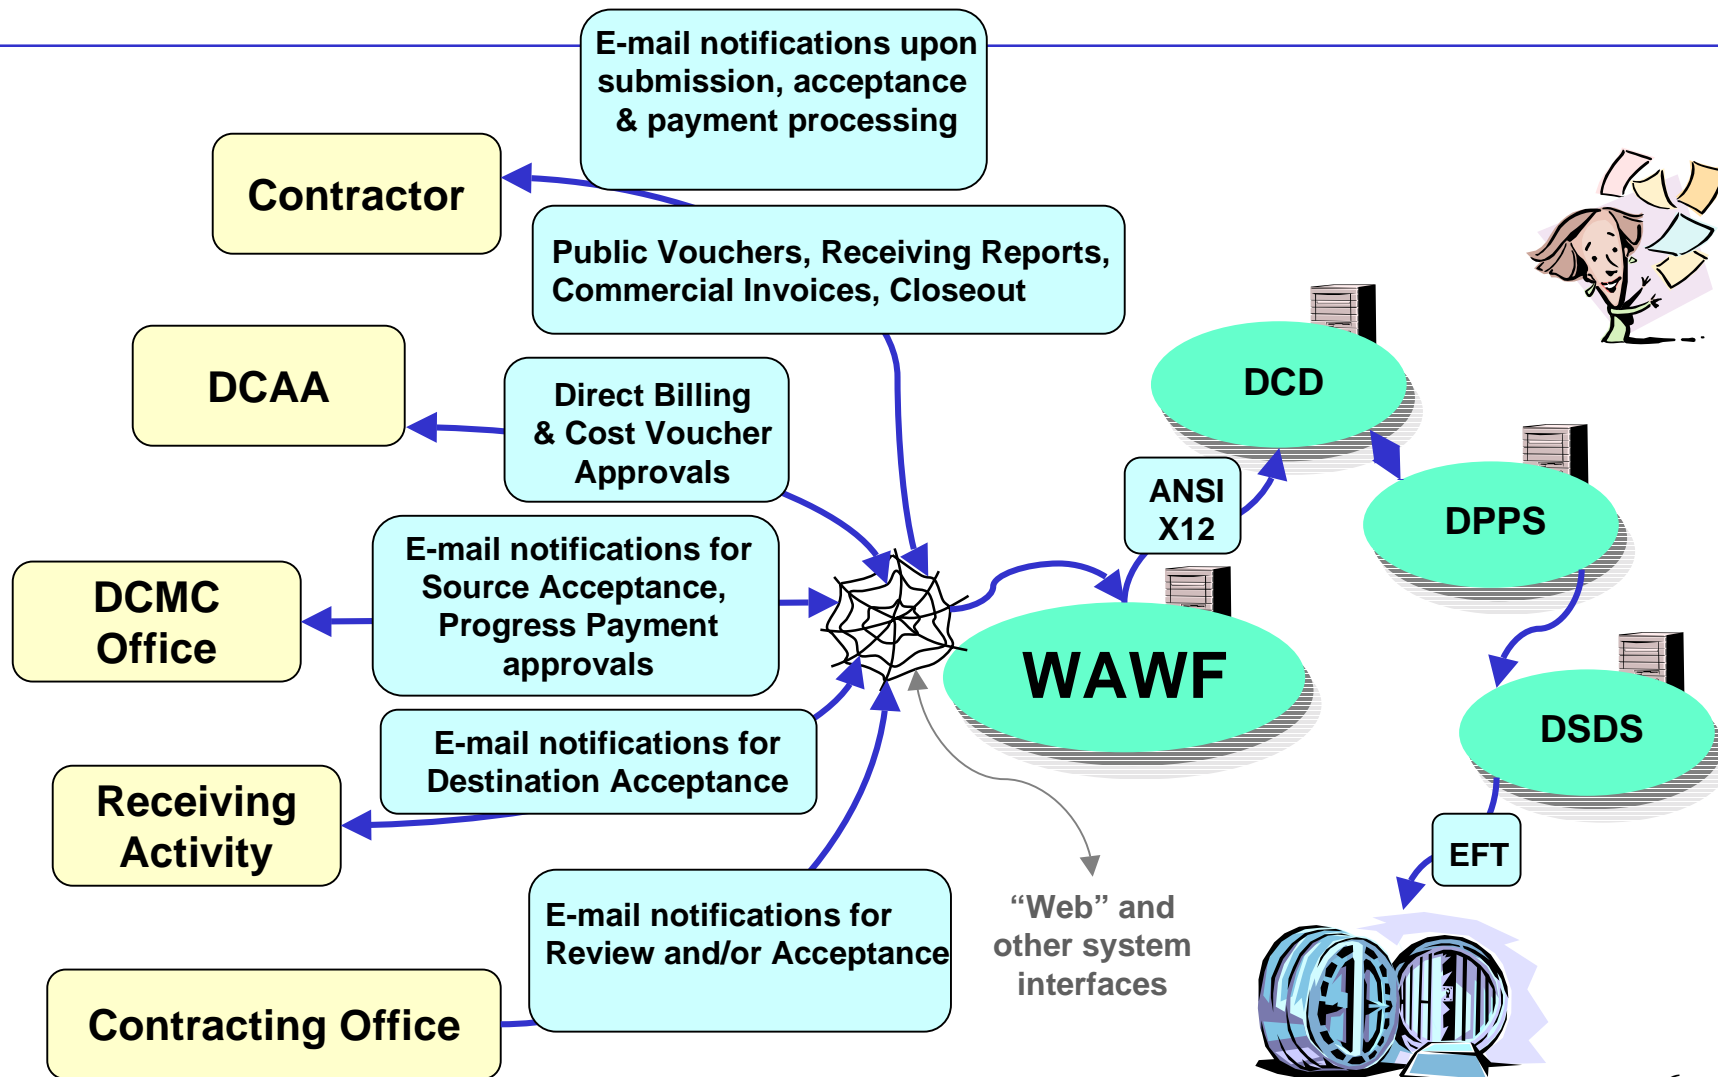 E-mail notifications upon
submission, acceptance
& payment processing
Contractor
Public Vouchers, Receiving Reports,
Commercial Invoices, Closeout
DCAA
Direct Billing
& Cost Voucher
Approvals
DCD
ANSI
X12
DPPS
DCMC
Office
E-mail notifications for
Source Acceptance,
Progress Payment
approvals
WAWF
DSDS
E-mail notifications for
Destination Acceptance
Receiving
Activity
EFT
E-mail notifications for
Review and/or Acceptance
“Web” and
other system
interfaces
Contracting Office